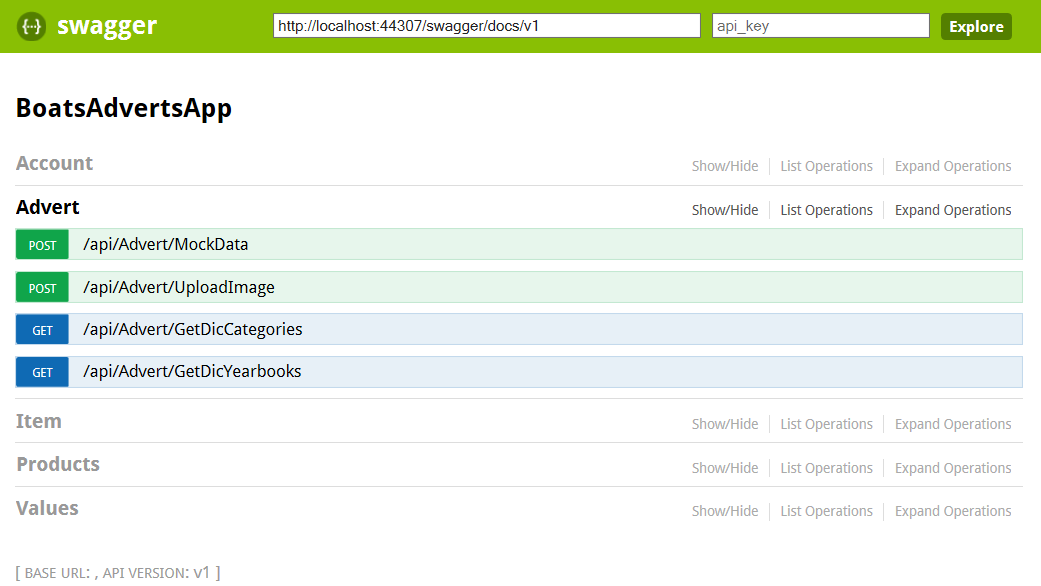 {...} swagger http://localhost:44307/swagger/docs/v1 api_key Explore
BoatsAdvertsApp
Account Show/Hide List Operations Expand Operations
Advert Show/Hide List Operations Expand Operations
POST /api/Advert/MockData
POST /api/Advert/UploadImage
GET /api/Advert/GetDicCategories
GET /api/Advert/GetDicYearbooks
Item Show/Hide List Operations Expand Operations
Products Show/Hide List Operations Expand Operations
Values Show/Hide List Operations Expand Operations
[ BASE URL: , API VERSION: v1 ]